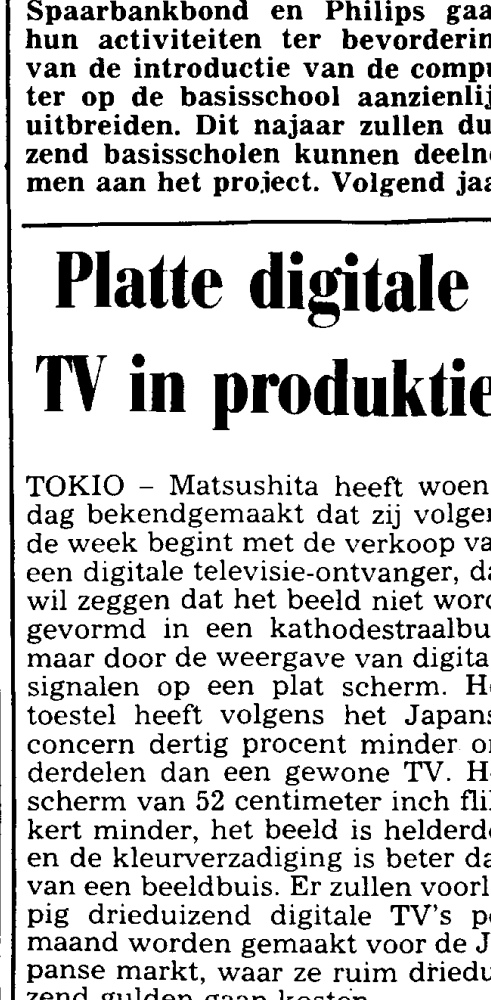 Spaarbankbond en Philips gaa
hun activiteiten ter bevorderin
van de introductie van de compu
ter op de basisschool aanzienlij
uitbreiden. Dit najaar zullen du
zend basisscholen kunnen deeln
men aan het project. Volgend jaa
Platte digitale
TV in produktie
TOKIO – Matsushita heeft woen
dag bekendgemaakt dat zij volge
de week begint met de verkoop va
een digitale televisie-ontvanger, da
wil zeggen dat het beeld niet word
gevormd in een kathodestraalbu
maar door de weergave van digita
signalen op een plat scherm. He
toestel heeft volgens het Japans
concern dertig procent minder on
derdelen dan een gewone TV. He
scherm van 52 centimeter inch flik
kert minder, het beeld is helderde
en de kleurverzadiging is beter da
van een beeldbuis. Er zullen voorl
pig drieduizend digitale TV's pe
maand worden gemaakt voor de J
panse markt, waar ze ruim driedu
zend gulden gaan kosten